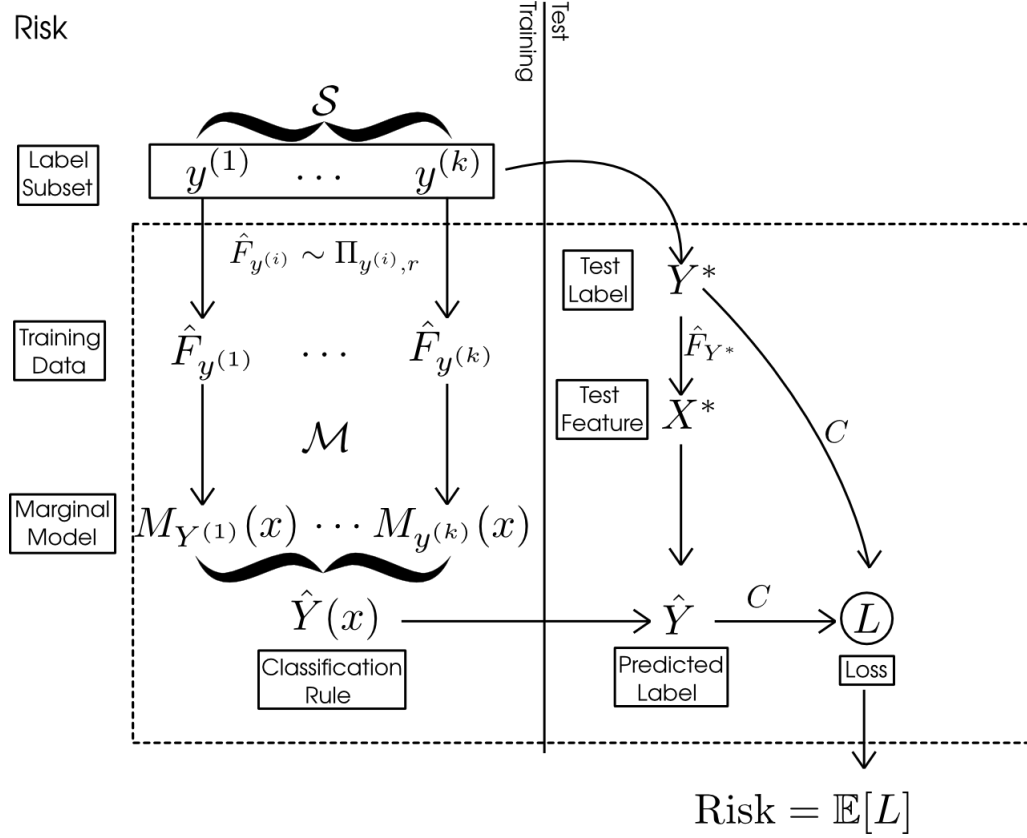 Risk
Training
Test
𝒮
Label
Subset
y^{(1)} ⋯ y^{(k)}
F̂_{y^{(i)}} ∼ Π_{y^{(i)},r}
Test
Label
Y*
Training
Data
F̂_{y^{(1)}} ⋯ F̂_{y^{(k)}}
F̂_{Y*}
Test
Feature
X*
C
ℳ
Marginal
Model
M_{Y^{(1)}}(x) ⋯ M_{y^{(k)}}(x)
Ŷ(x)
Ŷ
C
L
Classification
Rule
Predicted
Label
Loss
Risk = 𝔼[L]